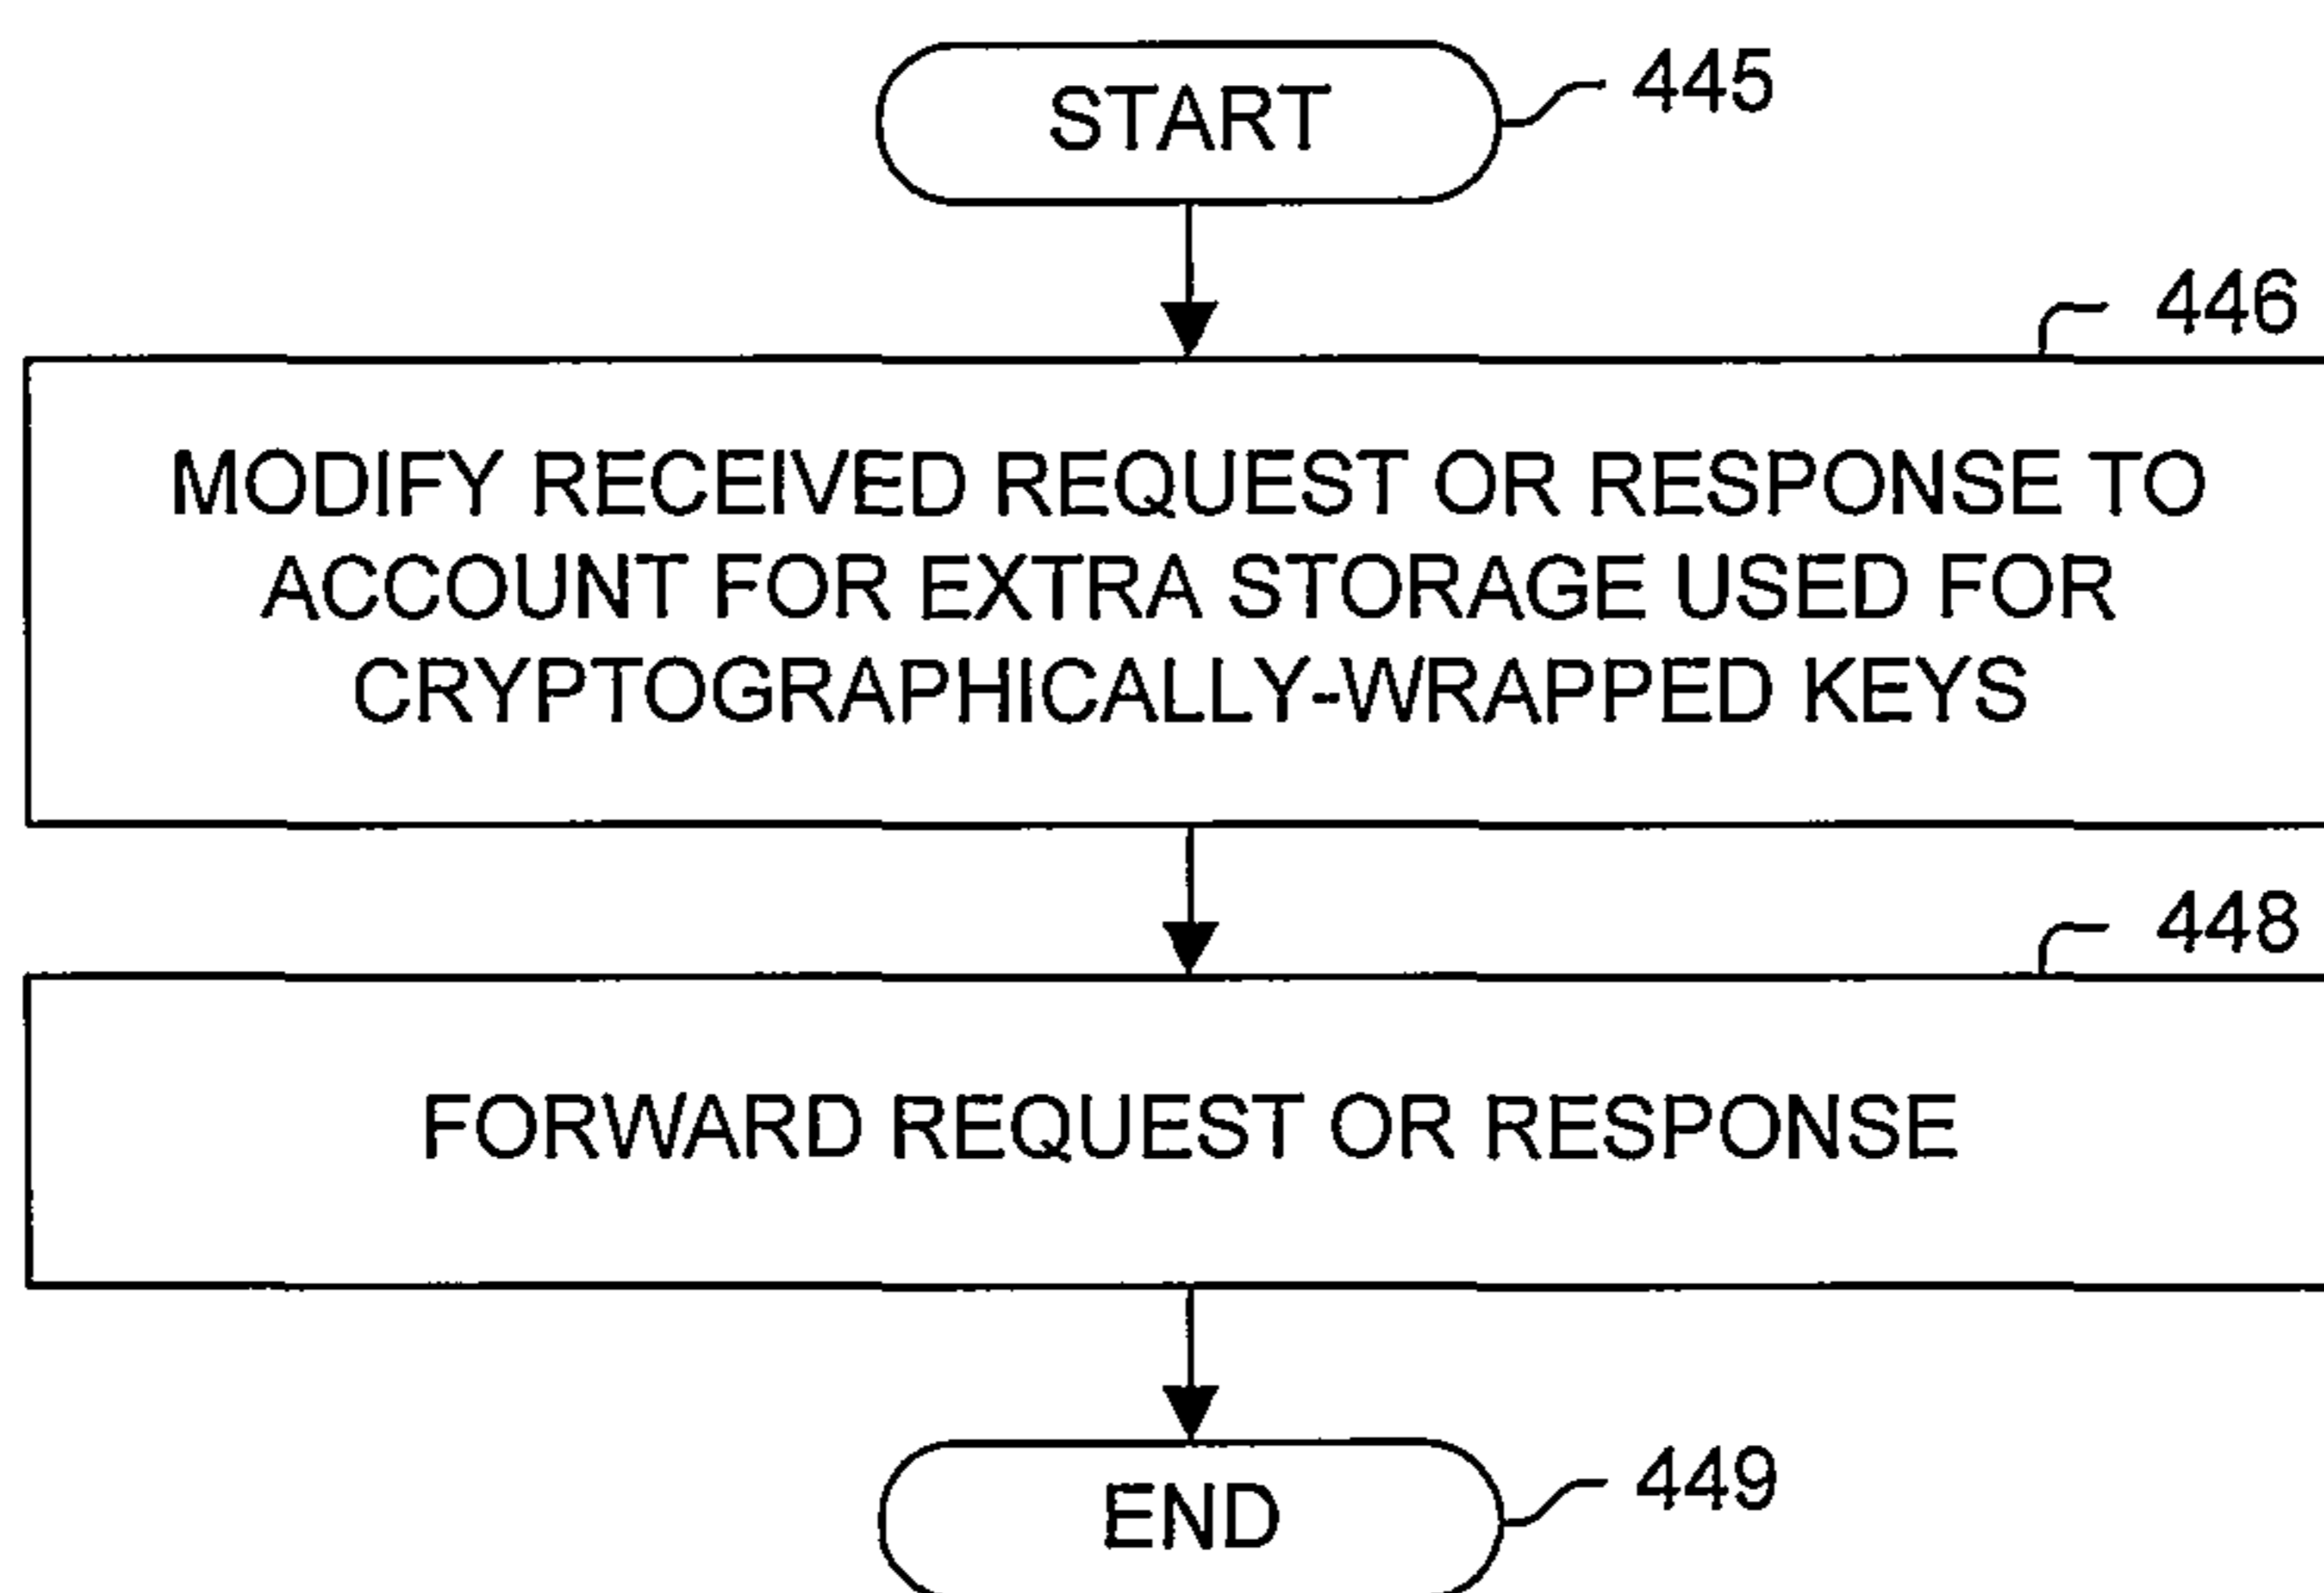 START
445
446
MODIFY RECEIVED REQUEST OR RESPONSE TO
ACCOUNT FOR EXTRA STORAGE USED FOR
CRYPTOGRAPHICALLY-WRAPPED KEYS
448
FORWARD REQUEST OR RESPONSE
END
449